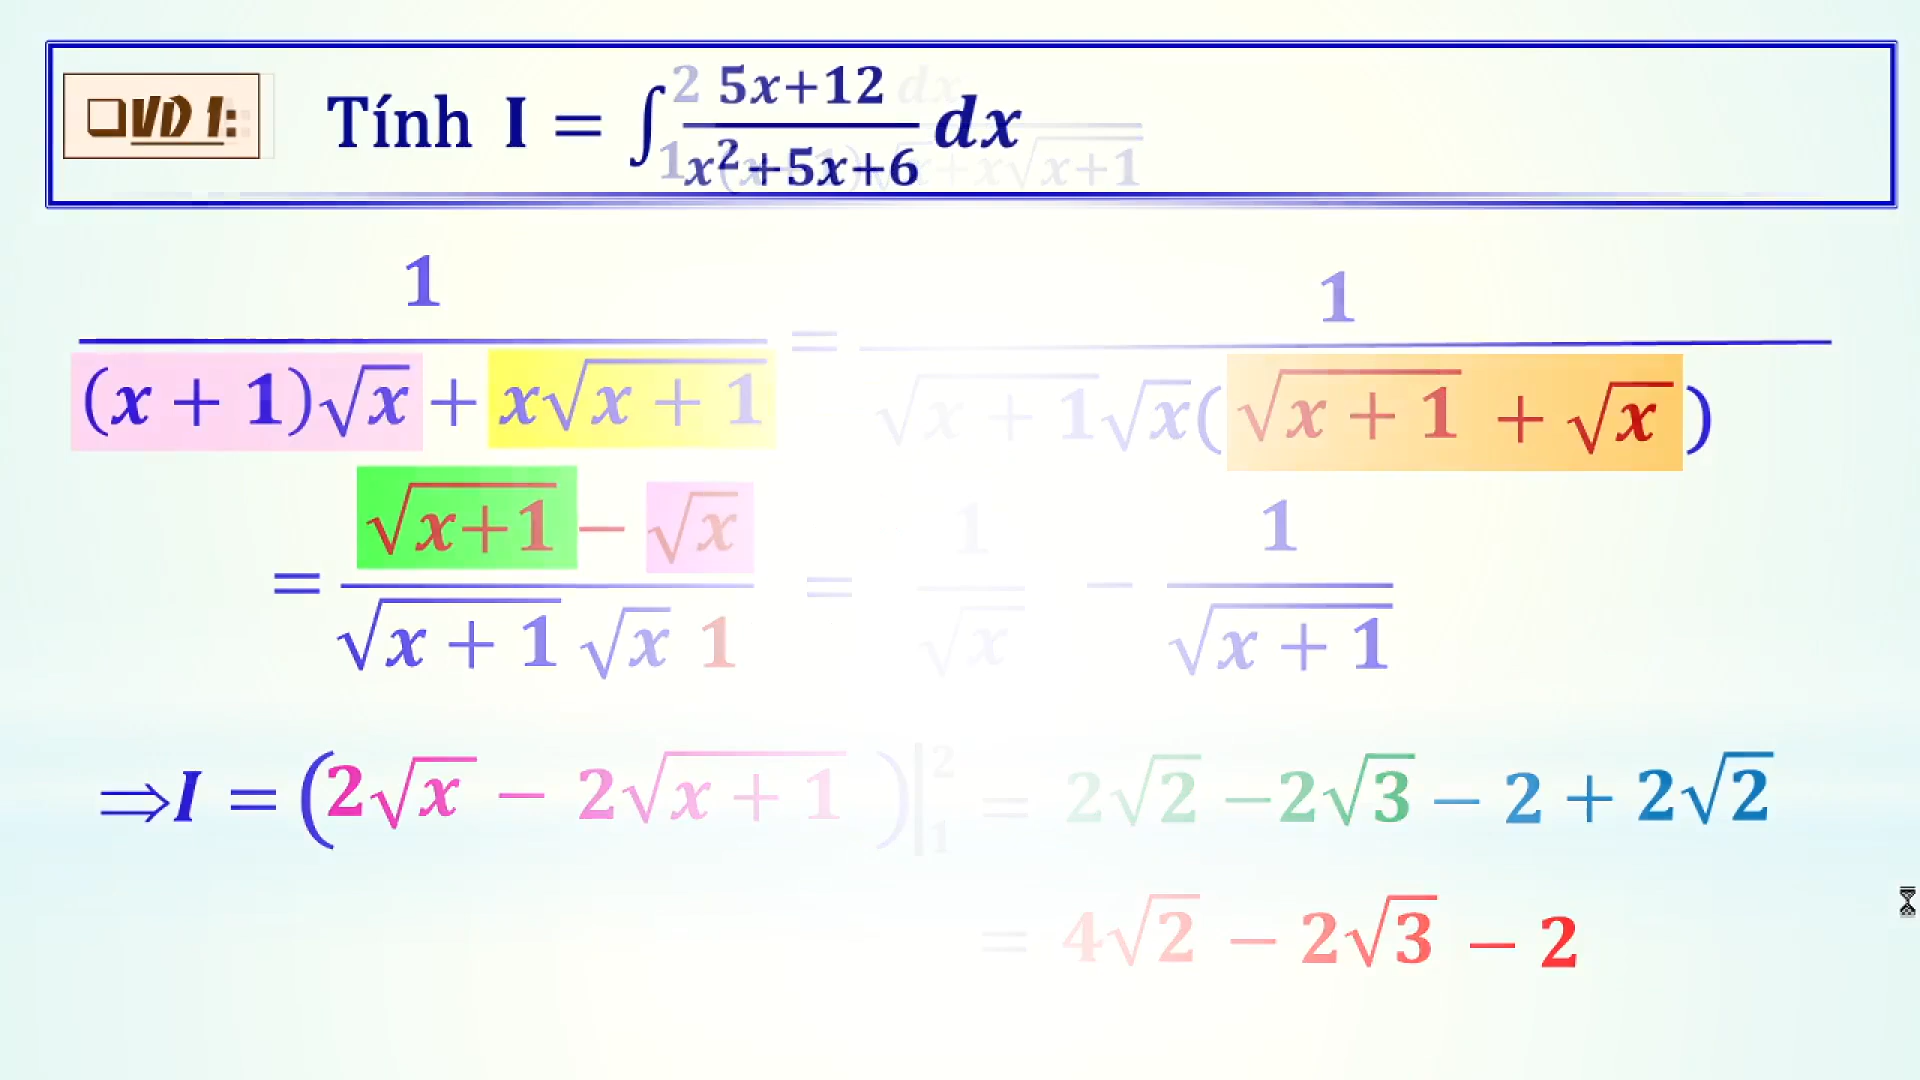 ❑VD 1: Tính I = ∫₁² (5x+12)/(x²+5x+6) dx
1/((x + 1)√x + x√(x + 1)) = 1/(√(x + 1)√x(√(x + 1) + √x))
= (√(x+1) − √x)/(√(x + 1) √x 1) = 1/√x − 1/√(x + 1)
⇒I = (2√x − 2√(x + 1))|₁² = 2√2 −2√3 − 2 + 2√2
= 4√2 − 2√3 − 2